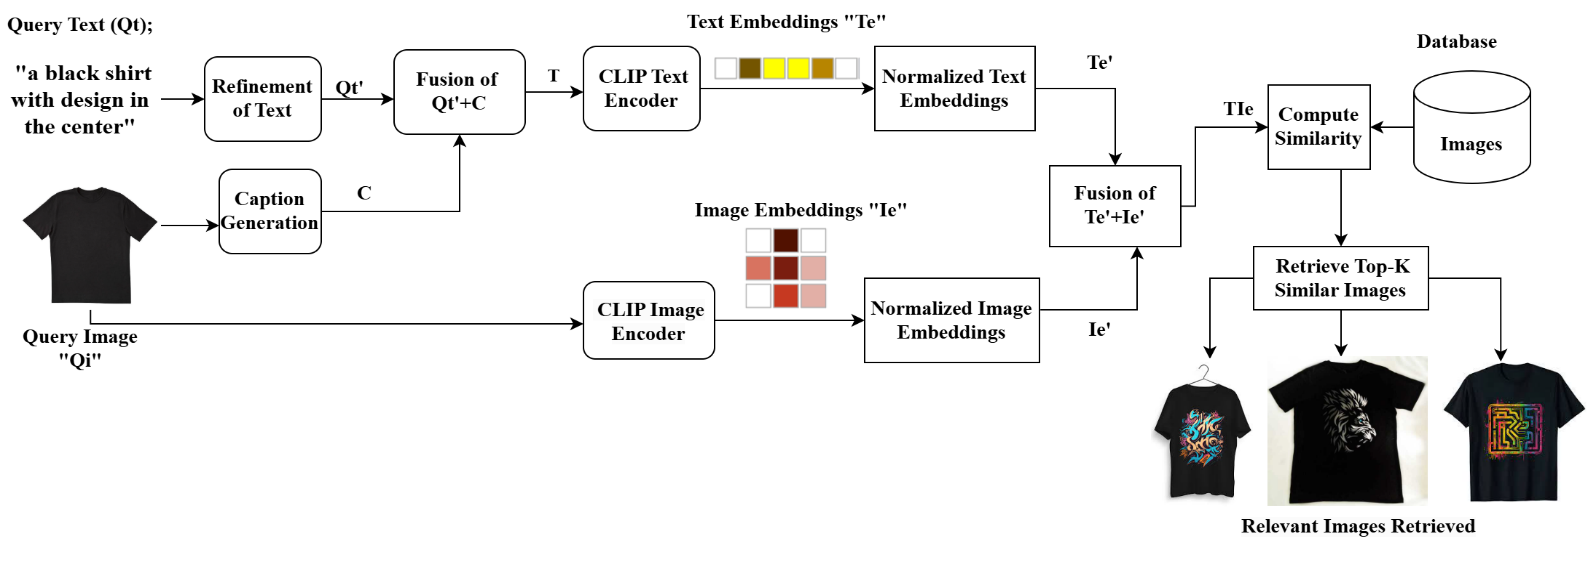 Query Text (Qt);
"a black shirt
with design in
the center"
Refinement
of Text
Qt'
Fusion of
Qt'+C
T
CLIP Text
Encoder
Text Embeddings "Te"
Normalized Text
Embeddings
Te'
Caption
Generation
C
Query Image
"Qi"
CLIP Image
Encoder
Image Embeddings "Ie"
Normalized Image
Embeddings
Ie'
Fusion of
Te'+Ie'
TIe
Compute
Similarity
Database
Images
Retrieve Top-K
Similar Images
Relevant Images Retrieved